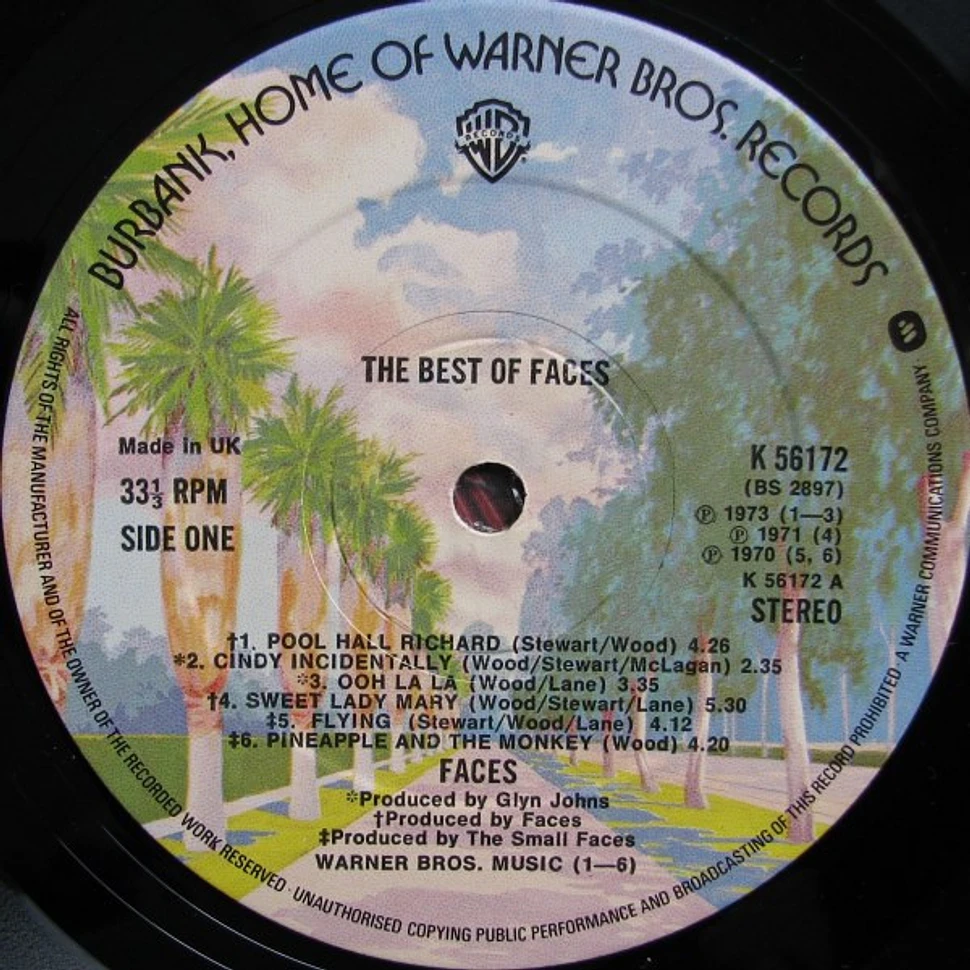 BURBANK, HOME OF WARNER BROS. RECORDS
RECORDS
THE BEST OF FACES
Made in UK
33⅓ RPM
SIDE ONE
K 56172
(BS 2897)
℗ 1973 (1—3)
℗ 1971 (4)
℗ 1970 (5, 6)
K 56172 A
STEREO
†1. POOL HALL RICHARD (Stewart/Wood) 4.26
*2. CINDY INCIDENTALLY (Wood/Stewart/McLagan) 2.35
*3. OOH LA LA (Wood/Lane) 3.35
†4. SWEET LADY MARY (Wood/Stewart/Lane) 5.30
‡5. FLYING (Stewart/Wood/Lane) 4.12
‡6. PINEAPPLE AND THE MONKEY (Wood) 4.20
FACES
*Produced by Glyn Johns
†Produced by Faces
‡Produced by The Small Faces
WARNER BROS. MUSIC (1—6)
ALL RIGHTS OF THE MANUFACTURER AND OF THE OWNER OF THE RECORDED WORK RESERVED · UNAUTHORISED COPYING PUBLIC PERFORMANCE AND BROADCASTING OF THIS RECORD PROHIBITED · A WARNER COMMUNICATIONS COMPANY